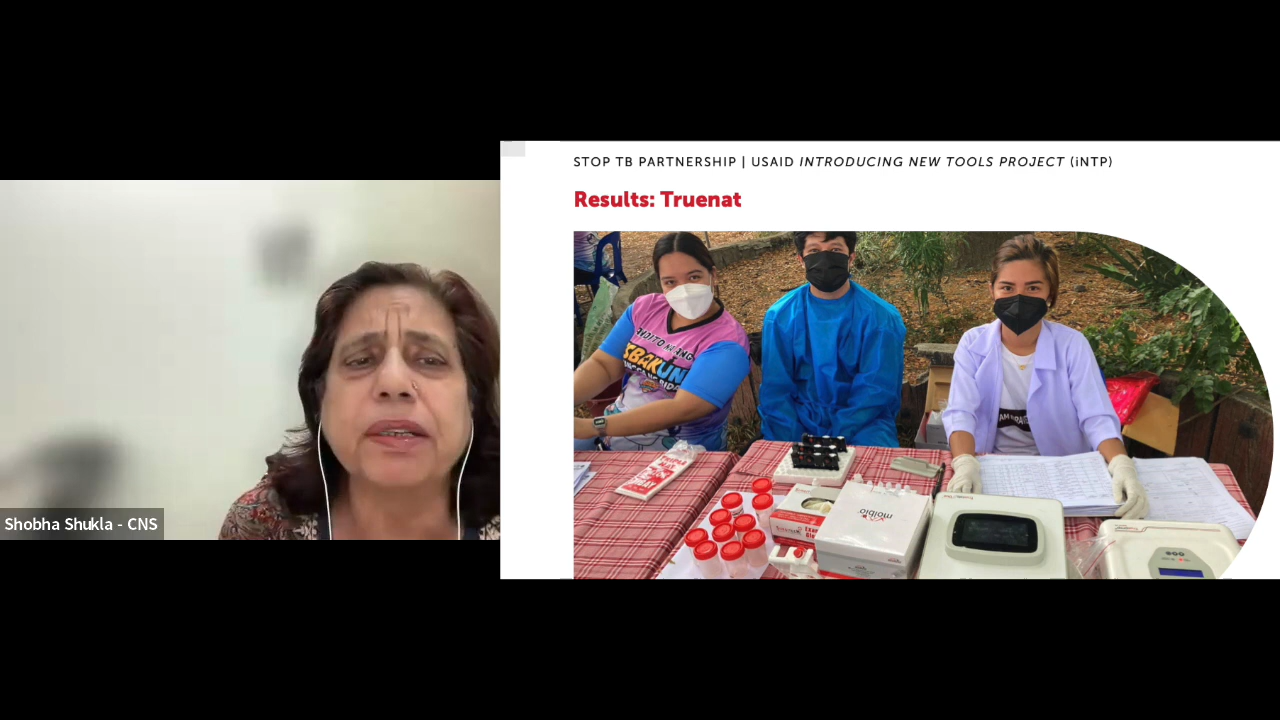 STOP TB PARTNERSHIP | USAID INTRODUCING NEW TOOLS PROJECT (iNTP)
Results: Truenat
molbio
Shobha Shukla - CNS